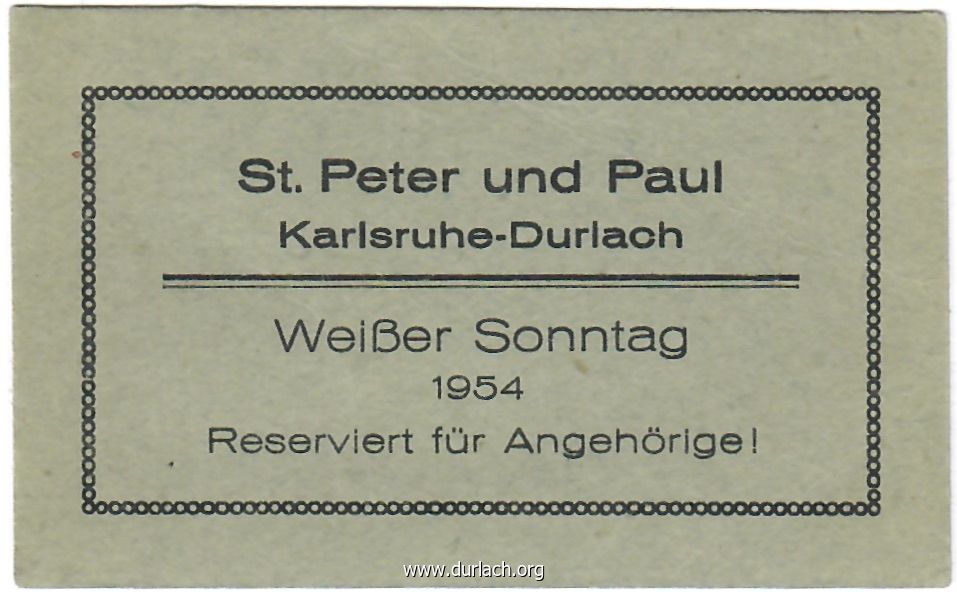 St. Peter und Paul
Karlsruhe-Durlach
Weißer Sonntag
1954
Reserviert für Angehörige!
www.durlach.org